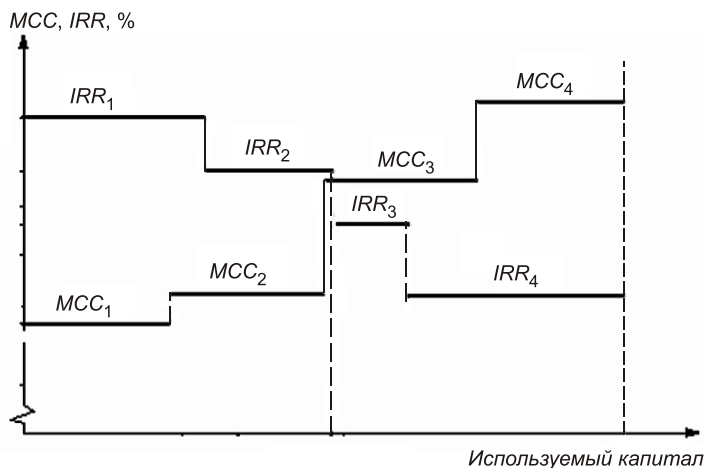 MCC, IRR, %
IRR₁
IRR₂
MCC₄
MCC₃
IRR₃
MCC₂
IRR₄
MCC₁
Используемый капитал